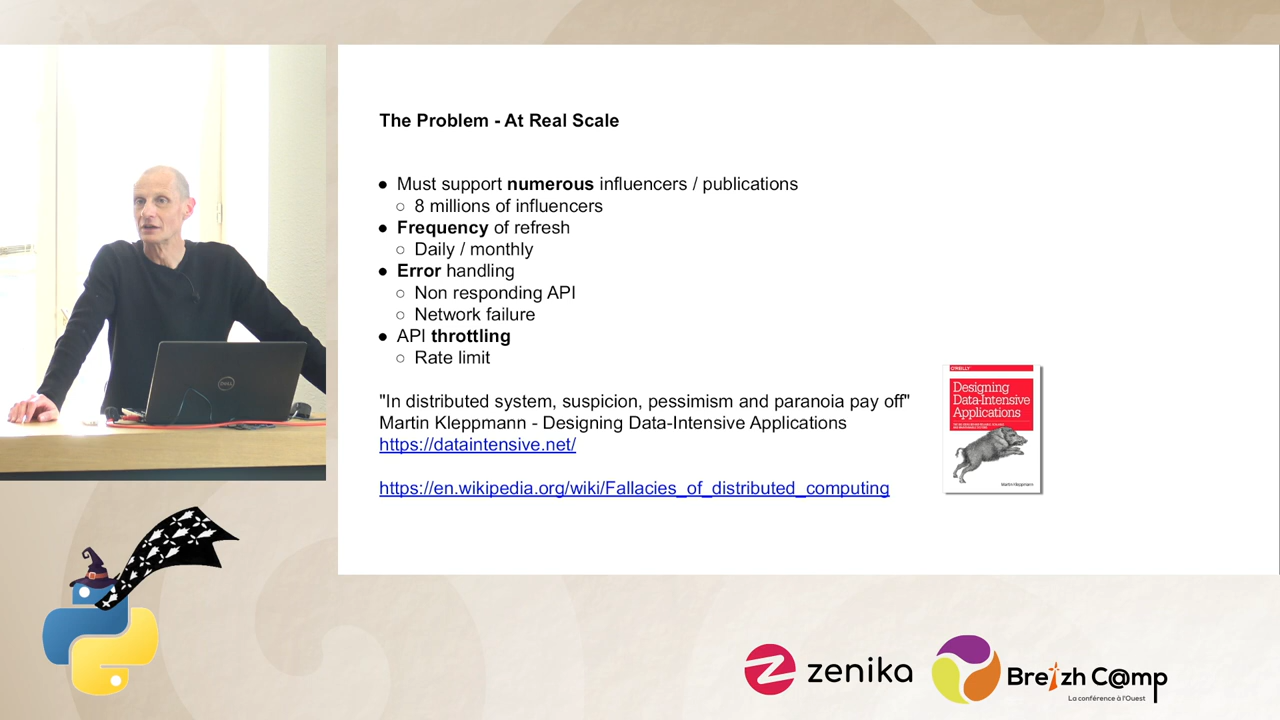 The Problem - At Real Scale
● Must support numerous influencers / publications
○ 8 millions of influencers
● Frequency of refresh
○ Daily / monthly
● Error handling
○ Non responding API
○ Network failure
● API throttling
○ Rate limit
"In distributed system, suspicion, pessimism and paranoia pay off"
Martin Kleppmann - Designing Data-Intensive Applications
https://dataintensive.net/
https://en.wikipedia.org/wiki/Fallacies_of_distributed_computing
O'REILLY
Designing
Data-Intensive
Applications
Martin Kleppmann
DELL
zenika
Breizh C@mp
La conférence à l'Ouest